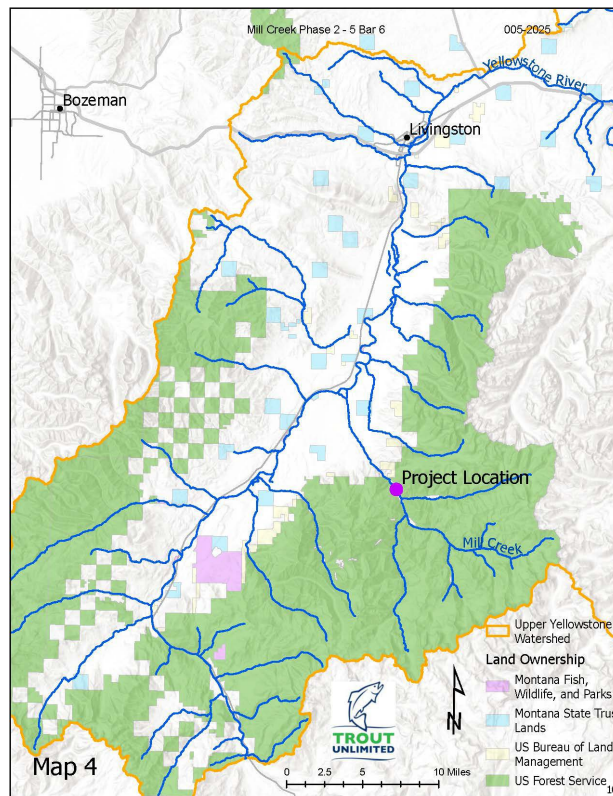 Mill Creek Phase 2 - 5 Bar 6 005-2025
Yellowstone River
Bozeman
Livingston
Project Location
Mill Creek
Upper Yellowstone
Watershed
Land Ownership
Montana Fish,
Wildlife, and Parks
Montana State Trus
Lands
US Bureau of Land
Management
US Forest Service
N
TROUT
UNLIMITED
Map 4
0 2.5 5 10 Miles
1